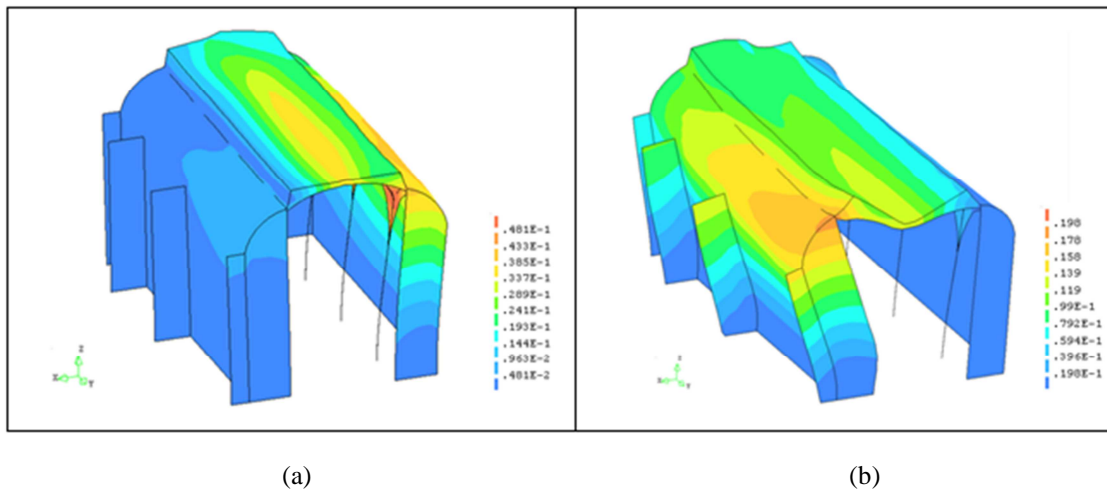 .481E-1
.433E-1
.385E-1
.337E-1
.289E-1
.241E-1
.193E-1
.144E-1
.963E-2
.481E-2
Z
X Y
.198
.178
.158
.139
.119
.99E-1
.792E-1
.594E-1
.396E-1
.198E-1
Z
X Y
(a) (b)